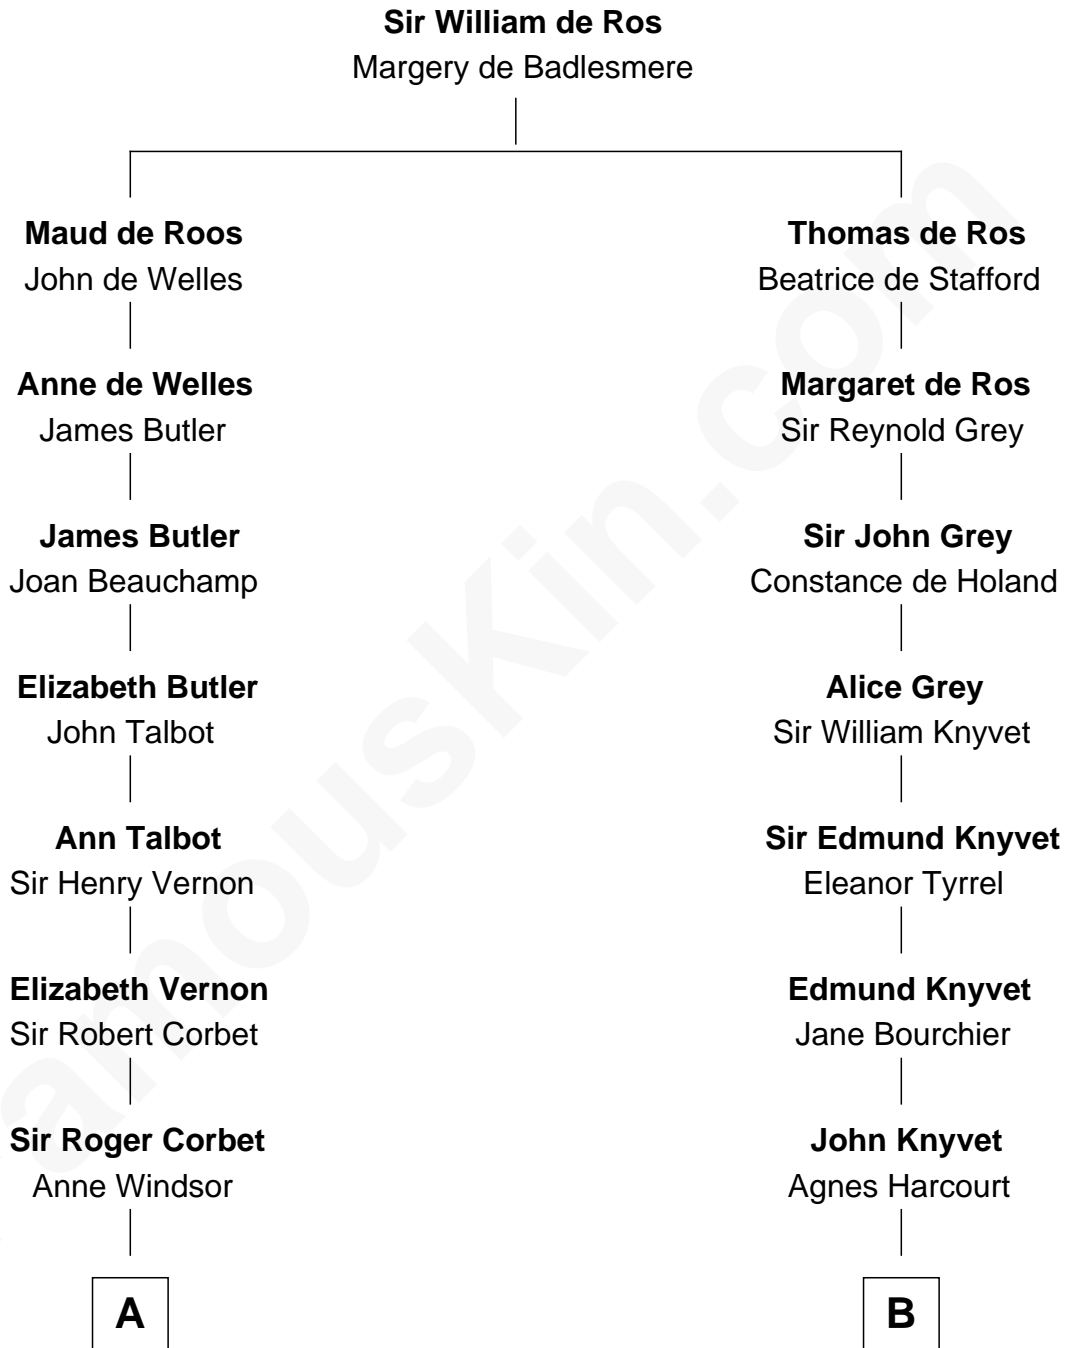 Sir William de Ros
Margery de Badlesmere
Maud de Roos
John de Welles
Thomas de Ros
Beatrice de Stafford
Anne de Welles
James Butler
Margaret de Ros
Sir Reynold Grey
James Butler
Joan Beauchamp
Sir John Grey
Constance de Holand
Elizabeth Butler
John Talbot
Alice Grey
Sir William Knyvet
Ann Talbot
Sir Henry Vernon
Sir Edmund Knyvet
Eleanor Tyrrel
Elizabeth Vernon
Sir Robert Corbet
Edmund Knyvet
Jane Bourchier
Sir Roger Corbet
Anne Windsor
John Knyvet
Agnes Harcourt
A
B
amousKin.com